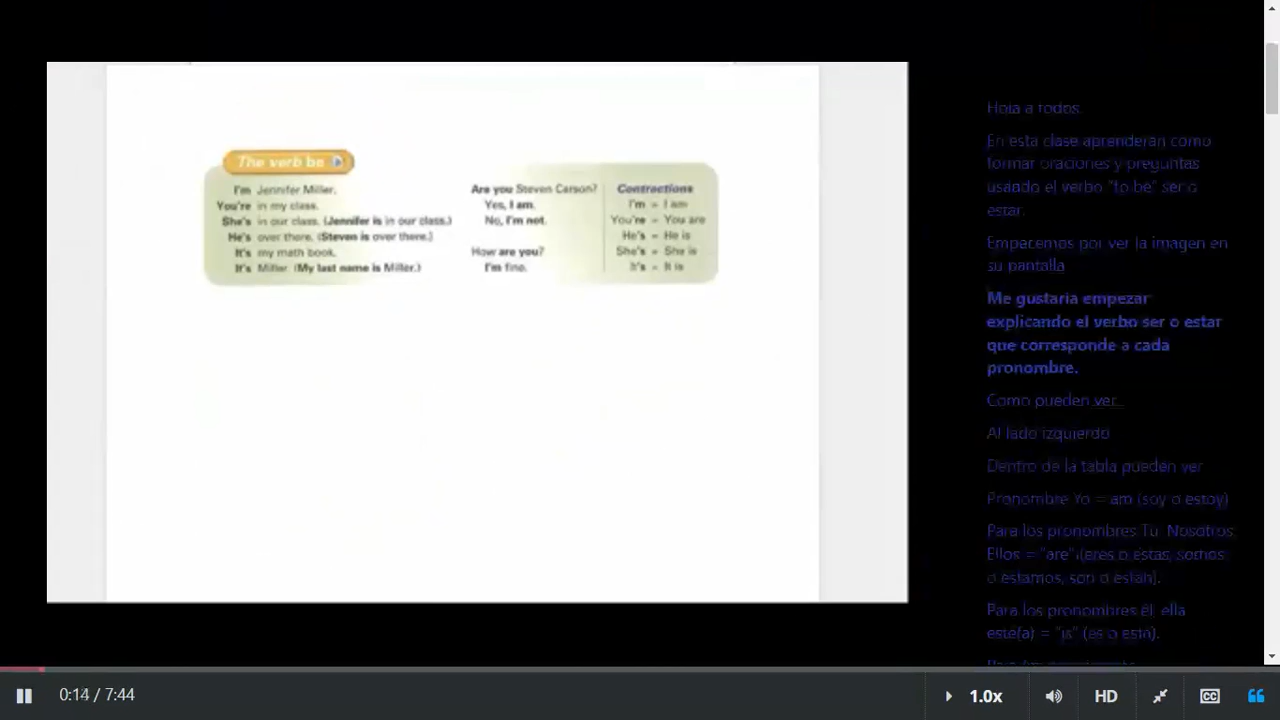 The verb be
I'm Jennifer Miller.
You're in my class.
She's in our class. (Jennifer is in our class.)
He's over there. (Steven is over there.)
It's my math book.
It's Miller. (My last name is Miller.)
Are you Steven Carson?
Yes, I am.
No, I'm not.
How are you?
I'm fine.
Contractions
I'm = I am
You're = You are
He's = He is
She's = She is
It's = It is
Hola a todos.
En esta clase aprenderan como
formar oraciones y preguntas
usando el verbo "to be" ser o
estar.
Empacemos por ver la imagen en
su pantalla
Me gustaria empezar
explicando el verbo ser o estar
que corresponde a cada
pronombre.
Como pueden ver...
Al lado izquierdo
Dentro de la tabla pueden ver
Pronombre Yo = am (soy o estoy)
Para los pronombres Tu, Nosotros
Ellos = "are" (eres o estas, somos
o estamos, son o estan).
Para los pronombres él, ella
este(a) = "is" (es o está).
0:14 / 7:44
1.0x
HD
CC